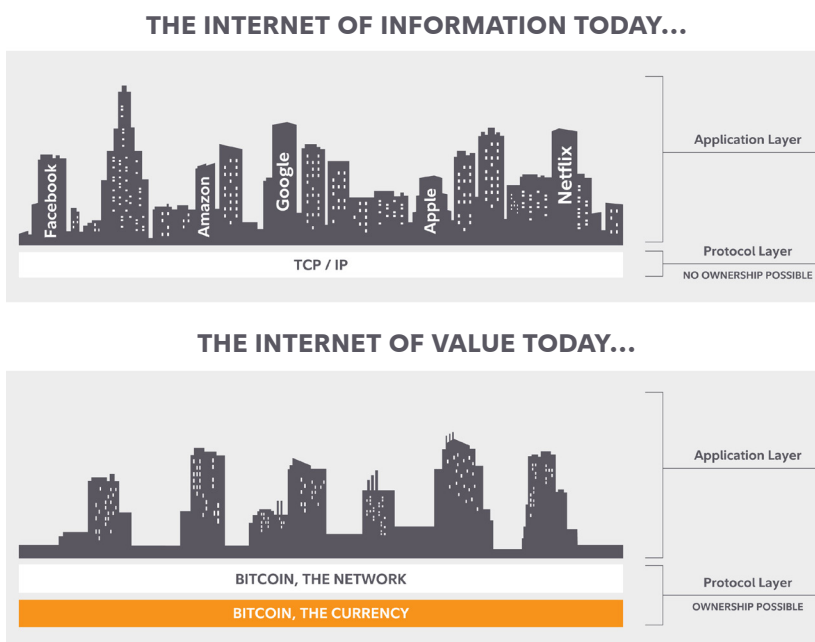 THE INTERNET OF INFORMATION TODAY...
Facebook
Amazon
Google
Apple
Netflix
Application Layer
TCP / IP
Protocol Layer
NO OWNERSHIP POSSIBLE
THE INTERNET OF VALUE TODAY...
Application Layer
BITCOIN, THE NETWORK
BITCOIN, THE CURRENCY
Protocol Layer
OWNERSHIP POSSIBLE